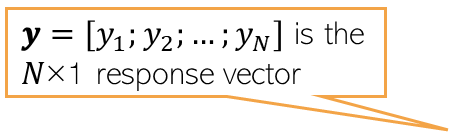 𝒚 = [𝑦₁; 𝑦₂; … ; 𝑦_𝑁] is the
𝑁×1 response vector